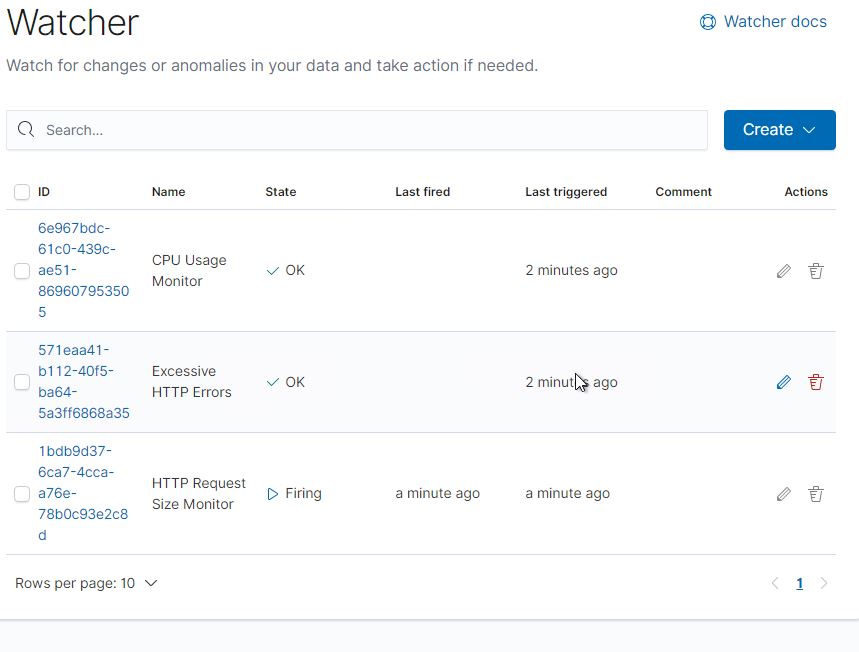 Watcher
Watcher docs
Watch for changes or anomalies in your data and take action if needed.
Search...
Create
ID Name State Last fired Last triggered Comment Actions
6e967bdc-
61c0-439c-
ae51-
86960795350
5
CPU Usage
Monitor
OK
2 minutes ago
571eaa41-
b112-40f5-
ba64-
5a3ff6868a35
Excessive
HTTP Errors
OK
2 minutes ago
1bdb9d37-
6ca7-4cca-
a76e-
78b0c93e2c8
d
HTTP Request
Size Monitor
Firing
a minute ago
a minute ago
Rows per page: 10
1